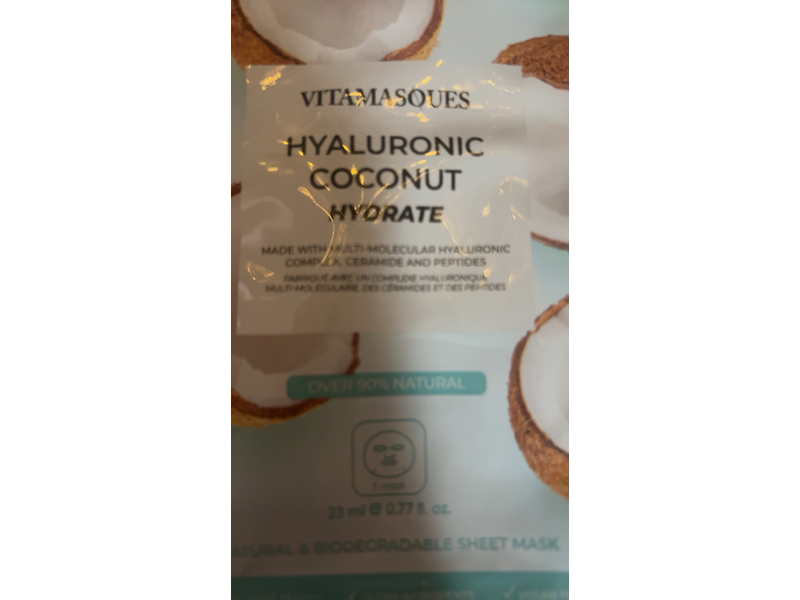 VITAMASQUES
HYALURONIC
COCONUT
HYDRATE
MADE WITH MULTI-MOLECULAR HYALURONIC
COMPLEX, CERAMIDE AND PEPTIDES
FABRIQUÉ AVEC UN COMPLEXE HYALURONIQUE
MULTI-MOLÉCULAIRE, DES CÉRAMIDES ET DES PEPTIDES
OVER 90% NATURAL
1 mask
23 ml e 0.77 fl. oz.
NATURAL & BIODEGRADABLE SHEET MASK